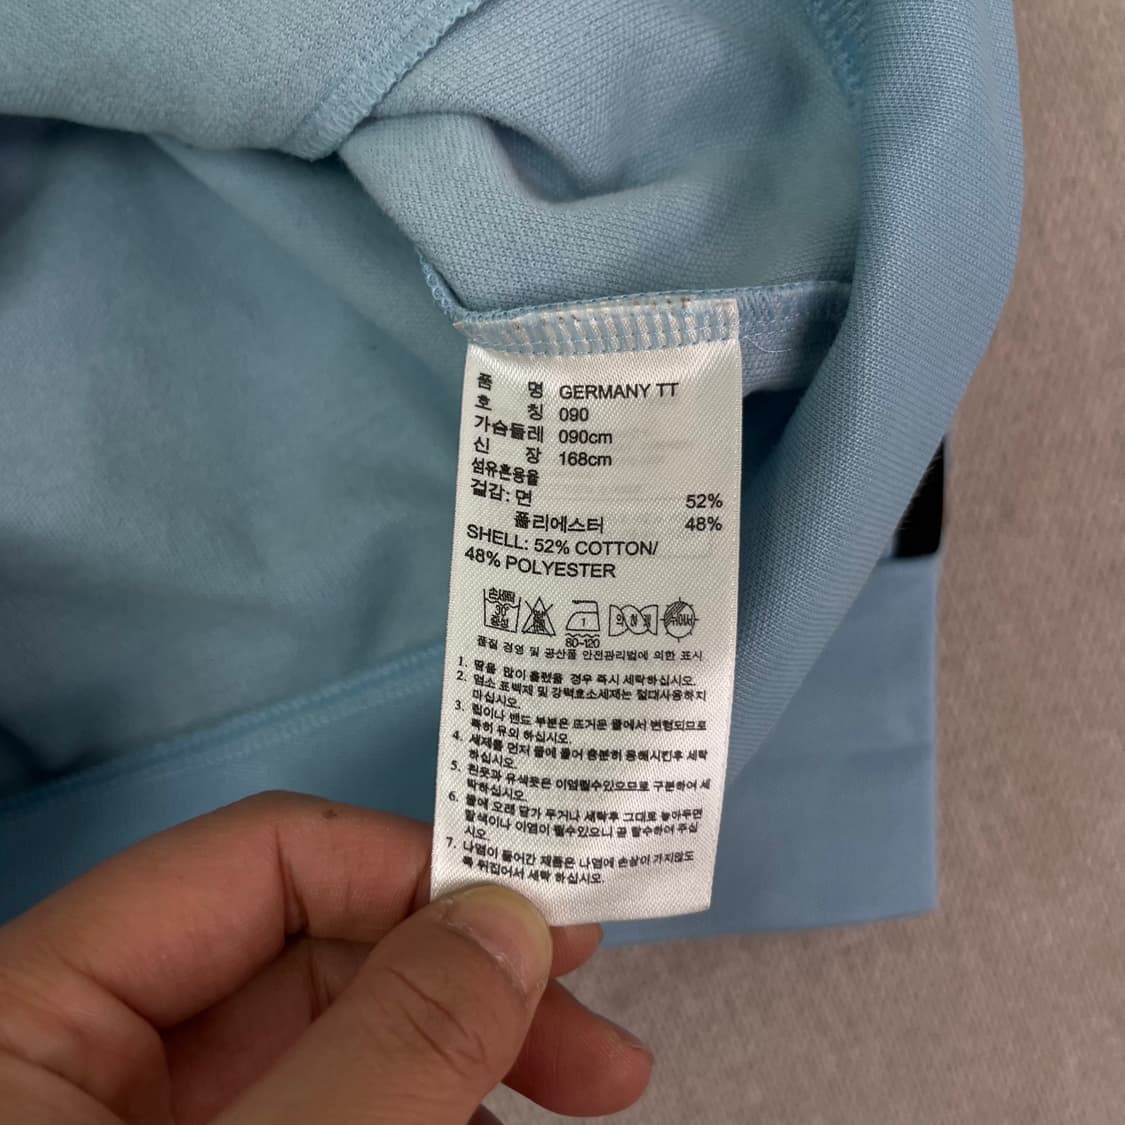 품 명 GERMANY TT
호 칭 090
가슴둘레 090cm
신 장 168cm
섬유혼용율
겉감: 면 52%
폴리에스터 48%
SHELL: 52% COTTON/
48% POLYESTER
손세탁 30° 중성 1 80-120
품질 경영 및 공산품 안전관리법에 의한 표시
1. 땀을 많이 흘렸을 경우 즉시 세탁하십시오.
2. 염소 표백제 및 강력효소세제는 절대사용하지
마십시오.
3. 립이나 밴드 부분은 뜨거운 물에서 변형되므로
특히 유의 하십시오.
4. 세제를 먼저 물에 풀어 충분히 용해시킨후 세탁
하십시오.
5. 흰옷과 유색옷은 이염될수있으므로 구분하여 세
탁하십시오.
6. 물에 오래 담가 두거나 세탁후 그대로 놓아두면
탈색이나 이염이 될수있으니 곧 탈수하여 주십
시오.
7. 나염이 들어간 제품은 나염에 손상이 가지않도
록 뒤집어서 세탁 하십시오.